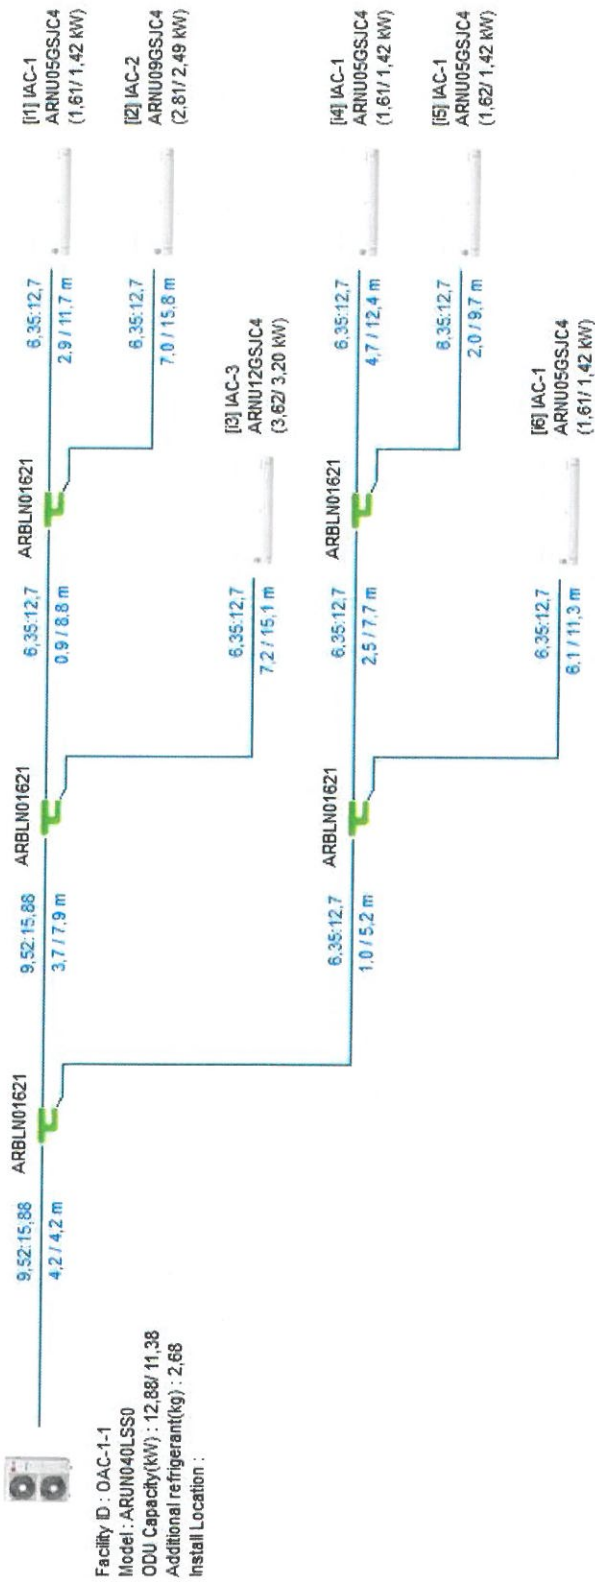 Facility ID : OAC-1-1
Model : ARUN040LSS0
ODU Capacity(kW) : 12,88/ 11,38
Additional refrigerant(kg) : 2,68
Install Location :
9,52:15,88
4,2 / 4,2 m
ARBLN01621
9,52:15,88
3,7 / 7,9 m
ARBLN01621
6,35:12,7
0,9 / 8,8 m
ARBLN01621
6,35:12,7
2,9 / 11,7 m
[i1] IAC-1
ARNU05GSJC4
(1,61/ 1,42 kW)
6,35:12,7
7,0 / 15,8 m
[i2] IAC-2
ARNU09GSJC4
(2,81/ 2,49 kW)
6,35:12,7
7,2 / 15,1 m
[i3] IAC-3
ARNU12GSJC4
(3,62/ 3,20 kW)
6,35:12,7
1,0 / 5,2 m
ARBLN01621
6,35:12,7
2,5 / 7,7 m
ARBLN01621
6,35:12,7
4,7 / 12,4 m
[i4] IAC-1
ARNU05GSJC4
(1,61/ 1,42 kW)
6,35:12,7
2,0 / 9,7 m
[i5] IAC-1
ARNU05GSJC4
(1,62/ 1,42 kW)
6,35:12,7
6,1 / 11,3 m
[i6] IAC-1
ARNU05GSJC4
(1,61/ 1,42 kW)